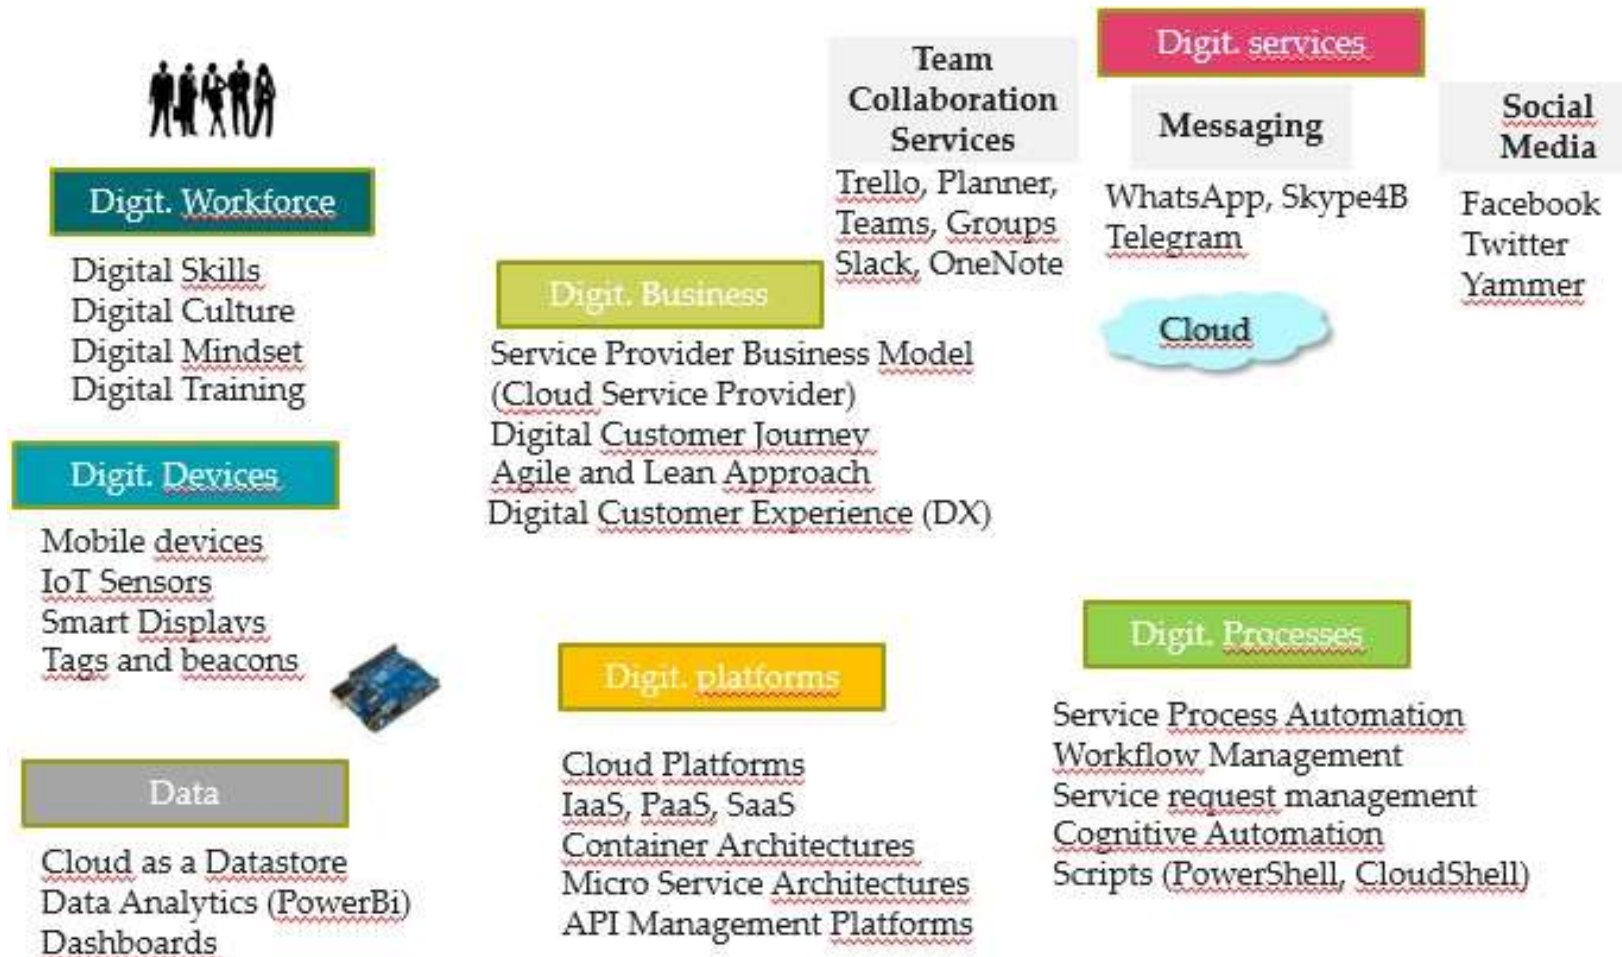 Digit. Workforce
Digital Skills
Digital Culture
Digital Mindset
Digital Training
Digit. Devices
Mobile devices
IoT Sensors
Smart Displays
Tags and beacons
Data
Cloud as a Datastore
Data Analytics (PowerBi)
Dashboards
Digit. Business
Service Provider Business Model
(Cloud Service Provider)
Digital Customer Journey
Agile and Lean Approach
Digital Customer Experience (DX)
Digit. platforms
Cloud Platforms
IaaS, PaaS, SaaS
Container Architectures
Micro Service Architectures
API Management Platforms
Digit. services
Team
Collaboration
Services
Trello, Planner,
Teams, Groups
Slack, OneNote
Messaging
WhatsApp, Skype4B
Telegram
Cloud
Social
Media
Facebook
Twitter
Yammer
Digit. Processes
Service Process Automation
Workflow Management
Service request management
Cognitive Automation
Scripts (PowerShell, CloudShell)